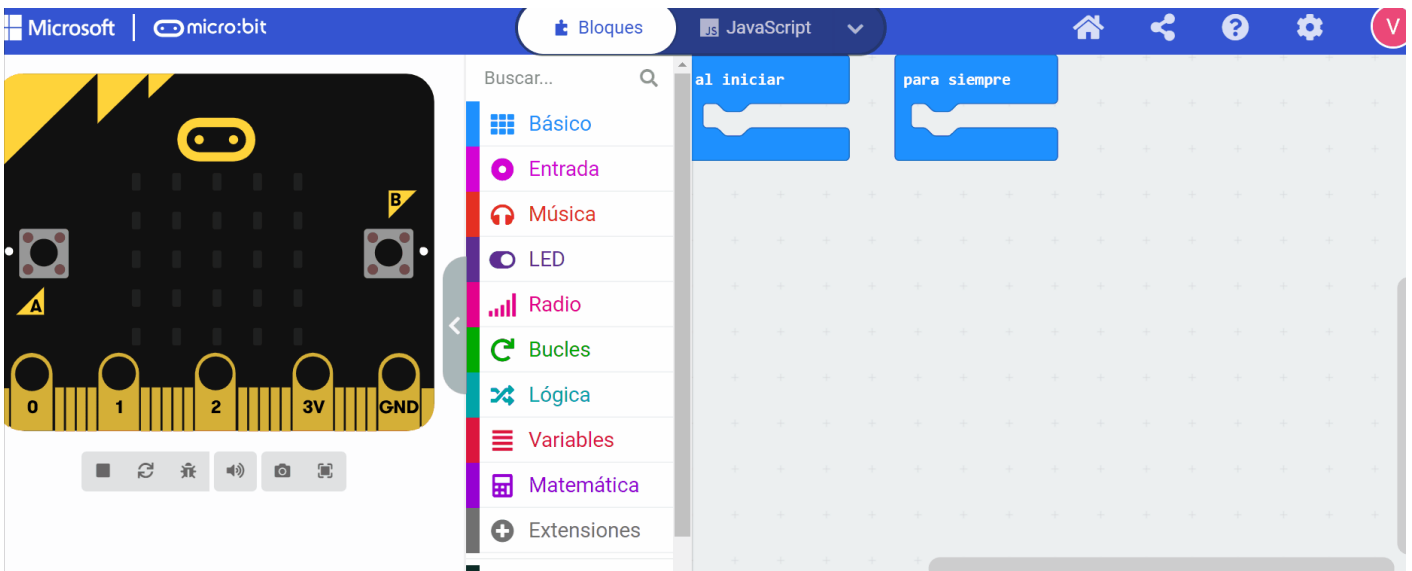 Microsoft micro:bit Bloques JavaScript V
Buscar...
Básico
Entrada
Música
LED
Radio
Bucles
Lógica
Variables
Matemática
Extensiones
al iniciar
para siempre
B
A
0 1 2 3V GND